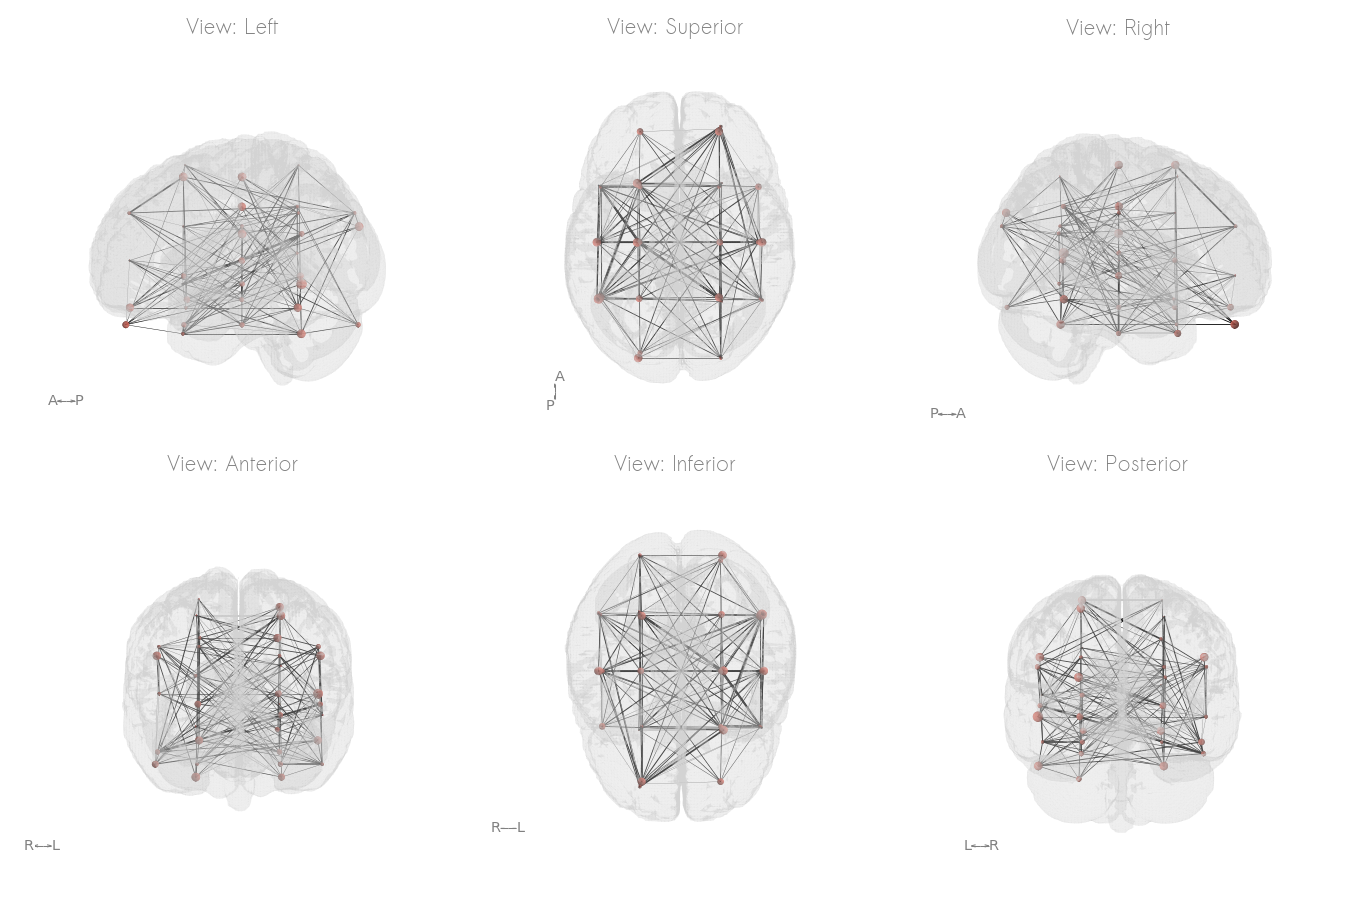 View: Left
View: Superior
View: Right
A P
A
P
P A
View: Anterior
View: Inferior
View: Posterior
R L
R L
L R